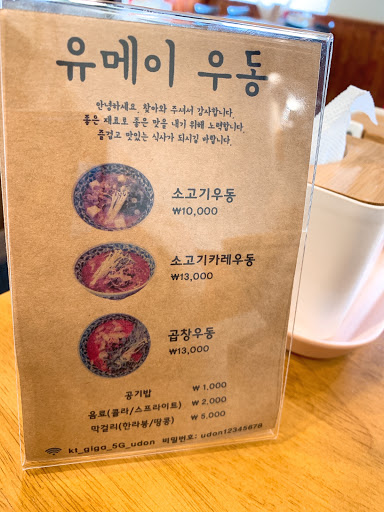 유메이 우동
안녕하세요. 찾아와 주셔서 감사합니다.
좋은 재료로 좋은 맛을 내기 위해 노력합니다.
즐겁고 맛있는 식사가 되시길 바랍니다.
소고기우동
₩10,000
소고기카레우동
₩13,000
곱창우동
₩13,000
공기밥 ₩ 1,000
음료(콜라/스프라이트) ₩ 2,000
막걸리(한라봉/땅콩) ₩ 5,000
kt_giga_5G_udon 비밀번호: udon12345678